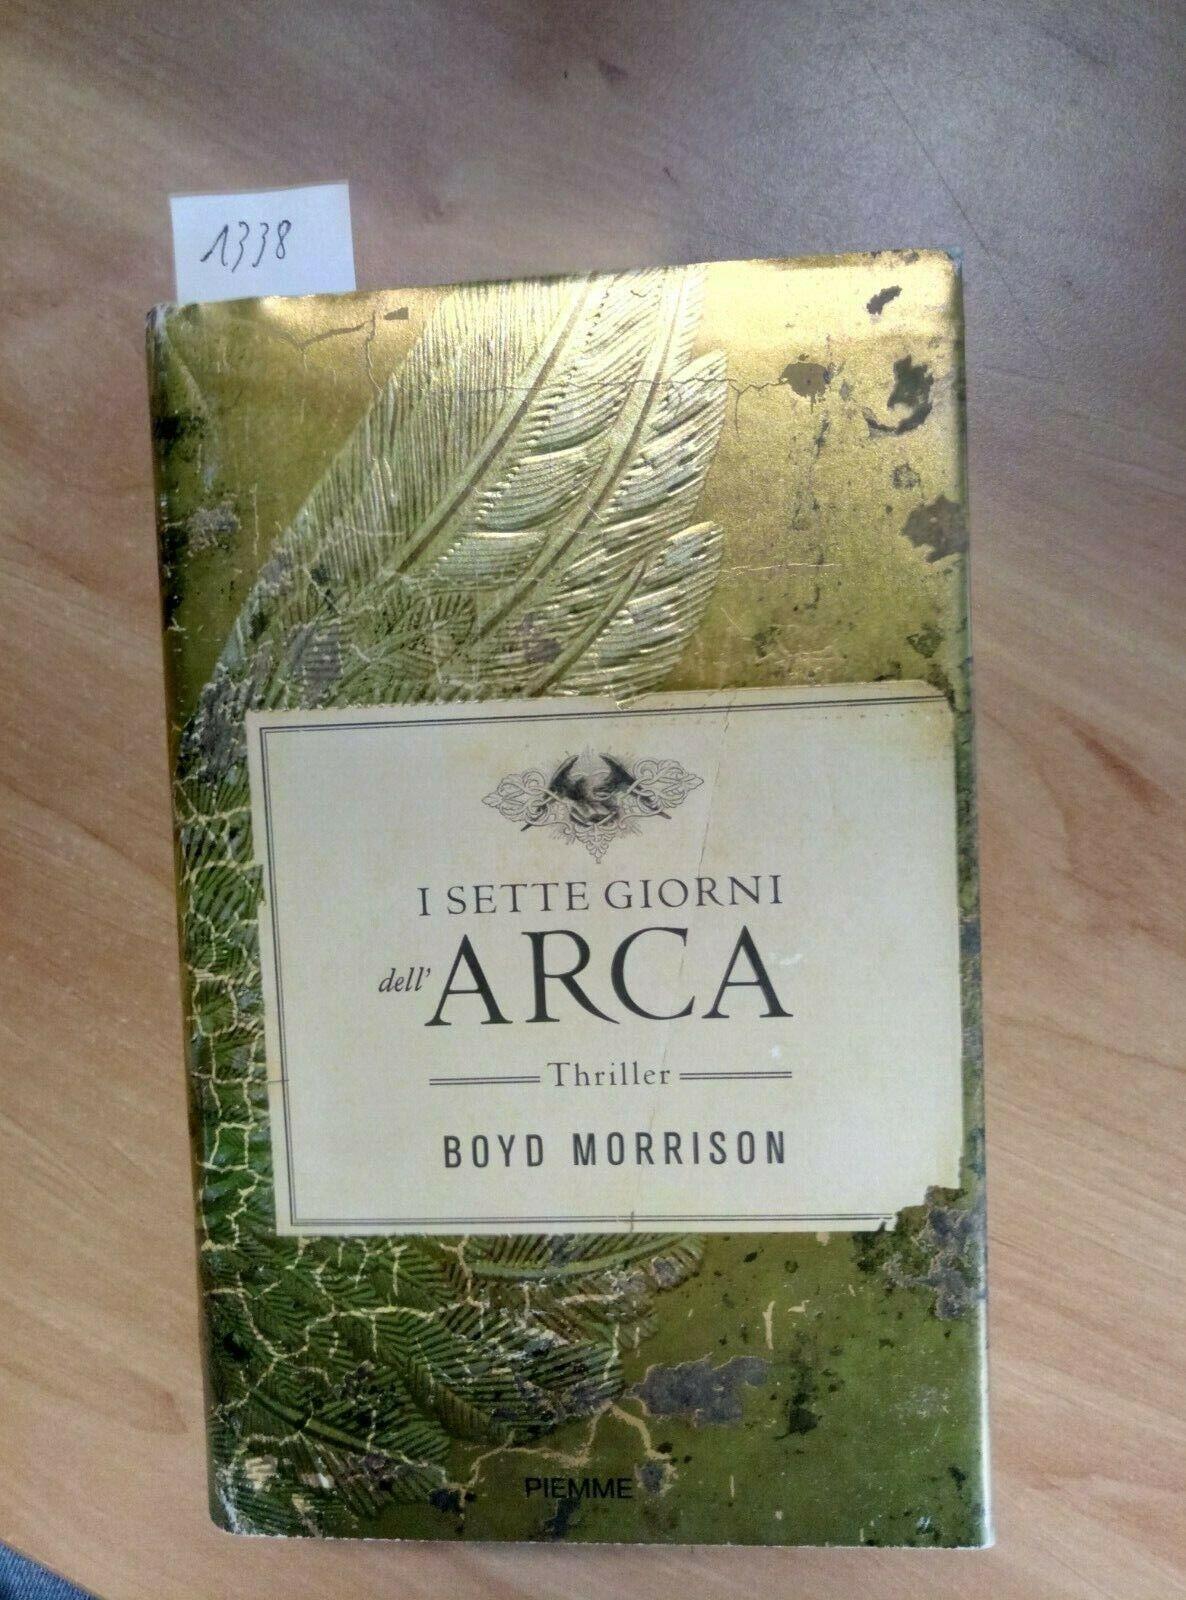 1338
I SETTE GIORNI
dell'ARCA
Thriller
BOYD MORRISON
PIEMME